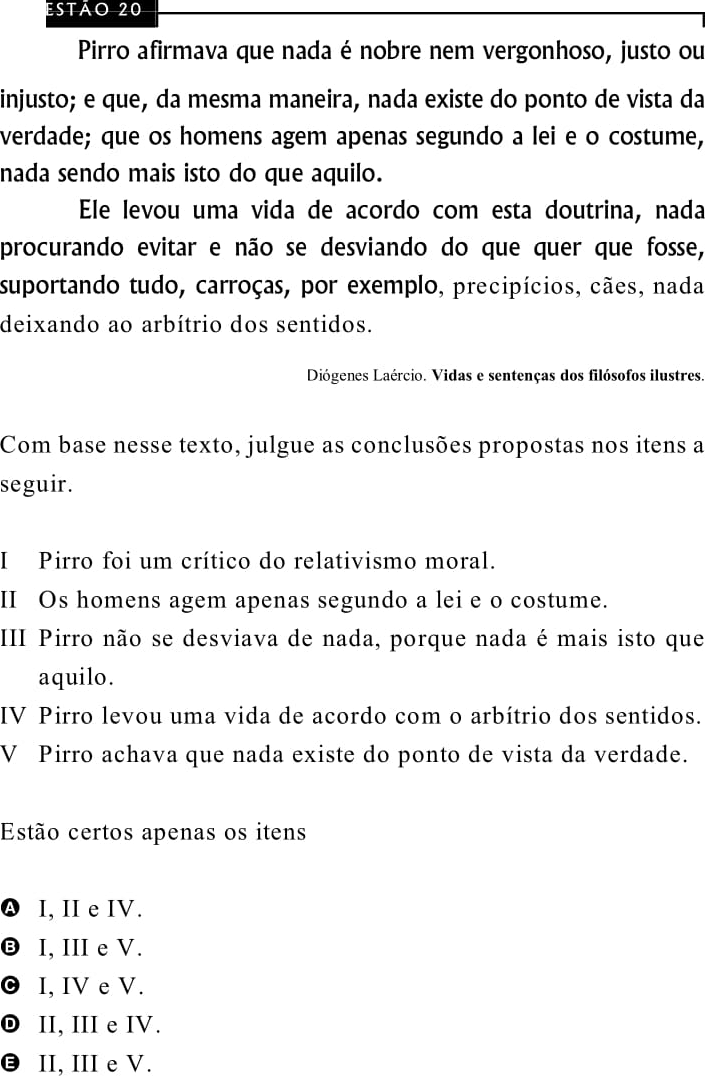 ESTÃO 20
Pirro afirmava que nada é nobre nem vergonhoso, justo ou
injusto; e que, da mesma maneira, nada existe do ponto de vista da
verdade; que os homens agem apenas segundo a lei e o costume,
nada sendo mais isto do que aquilo.
Ele levou uma vida de acordo com esta doutrina, nada
procurando evitar e não se desviando do que quer que fosse,
suportando tudo, carroças, por exemplo, precipícios, cães, nada
deixando ao arbítrio dos sentidos.
Diógenes Laércio. Vidas e sentenças dos filósofos ilustres.
Com base nesse texto, julgue as conclusões propostas nos itens a
seguir.
I Pirro foi um crítico do relativismo moral.
II Os homens agem apenas segundo a lei e o costume.
III Pirro não se desviava de nada, porque nada é mais isto que
aquilo.
IV Pirro levou uma vida de acordo com o arbítrio dos sentidos.
V Pirro achava que nada existe do ponto de vista da verdade.
Estão certos apenas os itens
A I, II e IV.
B I, III e V.
C I, IV e V.
D II, III e IV.
E II, III e V.